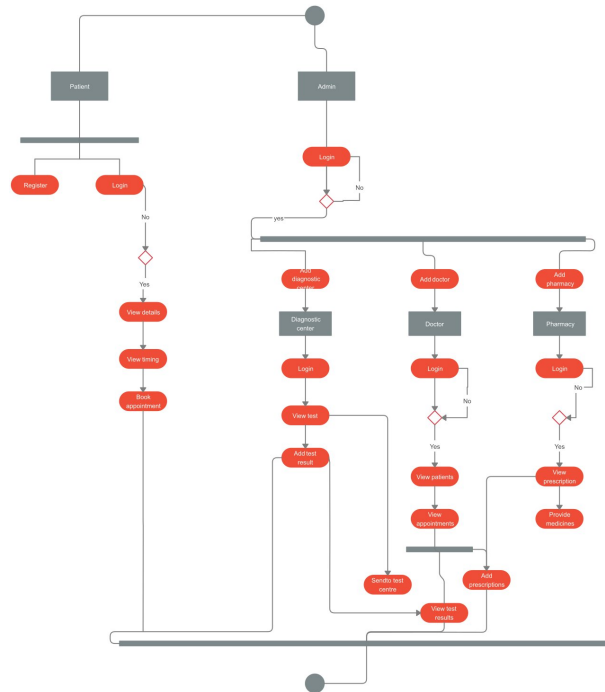 Patient
Admin
Login
Register
Login
No
No
yes
Yes
Add
diagnostic
center
Add doctor
Add
pharmacy
View details
Diagnostic
center
Doctor
Pharmacy
View timing
Login
Login
Login
No
No
Book
appointment
View test
Yes
Yes
Add test
result
View patients
View
prescription
View
appointments
Provide
medicines
Sendto test
centre
Add
prescriptions
View test
results